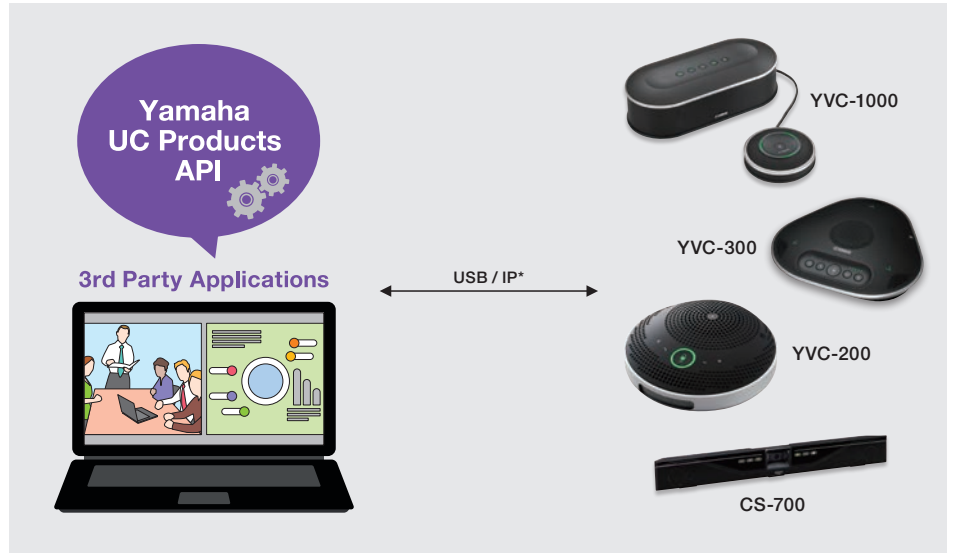 Yamaha
UC Products
API
3rd Party Applications
USB / IP*
YVC-1000
YVC-300
YVC-200
CS-700